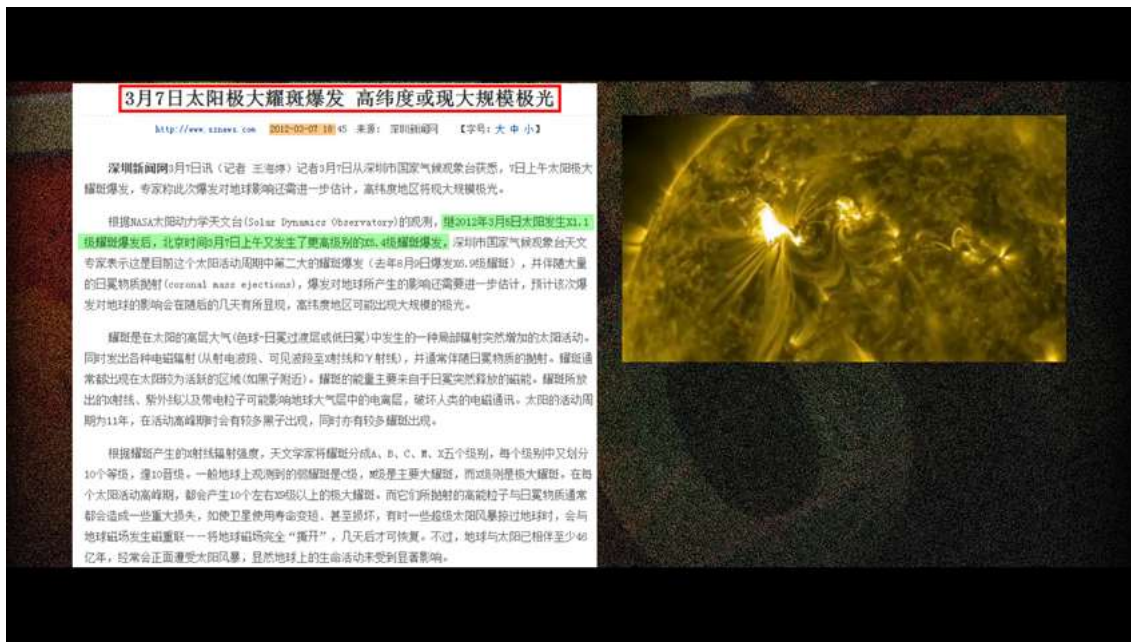 3月7日太阳极大耀斑爆发 高纬度或现大规模极光
http://www.sznews.com 2012-03-07 18:45 来源: 深圳新闻网 【字号: 大 中 小】
深圳新闻网3月7日讯（记者 王海婷）记者3月7日从深圳市国家气候观象台获悉，7日上午太阳极大
耀斑爆发，专家称此次爆发对地球影响还需进一步估计，高纬度地区将现大规模极光。
根据NASA太阳动力学天文台(Solar Dynamics Observatory)的观测，继2012年3月5日太阳发生X1.1
级耀斑爆发后，北京时间3月7日上午又发生了更高级别的X5.4级耀斑爆发。深圳市国家气候观象台天文
专家表示这是目前这个太阳活动周期中第二大的耀斑爆发（去年8月9日爆发X6.9级耀斑），并伴随大量
的日冕物质抛射(coronal mass ejections)，爆发对地球所产生的影响还需要进一步估计，预计该次爆
发对地球的影响会在随后的几天有所显现，高纬度地区可能出现大规模的极光。
耀斑是在太阳的高层大气(色球-日冕过渡层或低日冕)中发生的一种局部辐射突然增加的太阳活动。
同时发出各种电磁辐射(从射电波段、可见波段至X射线和γ射线)，并通常伴随日冕物质的抛射。耀斑通
常都出现在太阳较为活跃的区域(如黑子附近)。耀斑的能量主要来自于日冕突然释放的磁能。耀斑所放
出的X射线、紫外线以及带电粒子可能影响地球大气层中的电离层，破坏人类的电磁通讯。太阳的活动周
期为11年，在活动高峰期时会有较多黑子出现，同时亦有较多耀斑出现。
根据耀斑产生的X射线辐射强度，天文学家将耀斑分成A、B、C、M、X五个级别，每个级别中又划分
10个等级，逢10晋级。一般地球上观测到的弱耀斑是C级，M级是主要大耀斑，而X级则是极大耀斑。在每
个太阳活动高峰期，都会产生10个左右X9级以上的极大耀斑。而它们所抛射的高能粒子与日冕物质通常
都会造成一些重大损失，如使卫星使用寿命变短、甚至损坏，有时一些超级太阳风暴掠过地球时，会与
地球磁场发生磁重联——将地球磁场完全“撕开”，几天后才可恢复。不过，地球与太阳已相伴至少46
亿年，经常会正面遭受太阳风暴，显然地球上的生命活动未受到显著影响。